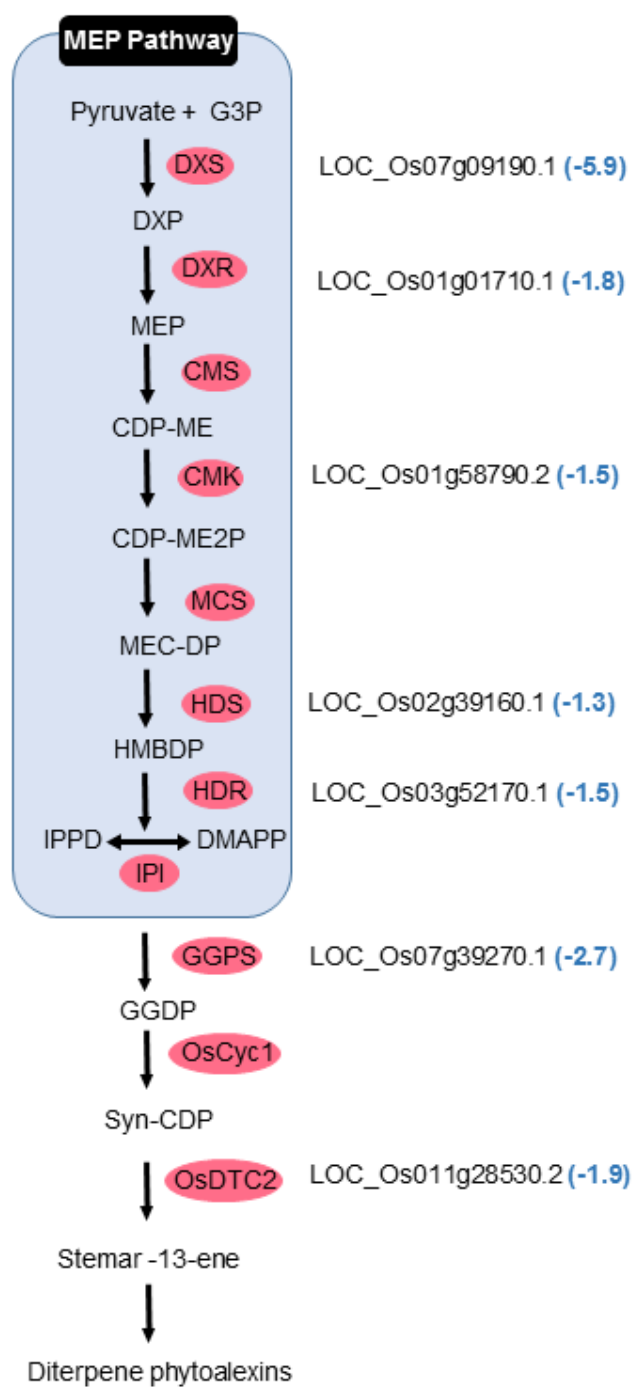 MEP Pathway
Pyruvate + G3P
DXS LOC_Os07g09190.1 (-5.9)
DXP
DXR LOC_Os01g01710.1 (-1.8)
MEP
CMS
CDP-ME
CMK LOC_Os01g58790.2 (-1.5)
CDP-ME2P
MCS
MEC-DP
HDS LOC_Os02g39160.1 (-1.3)
HMBDP
HDR LOC_Os03g52170.1 (-1.5)
IPPD DMAPP
IPI
GGPS LOC_Os07g39270.1 (-2.7)
GGDP
OsCyc1
Syn-CDP
OsDTC2 LOC_Os011g28530.2 (-1.9)
Stemar -13-ene
Diterpene phytoalexins